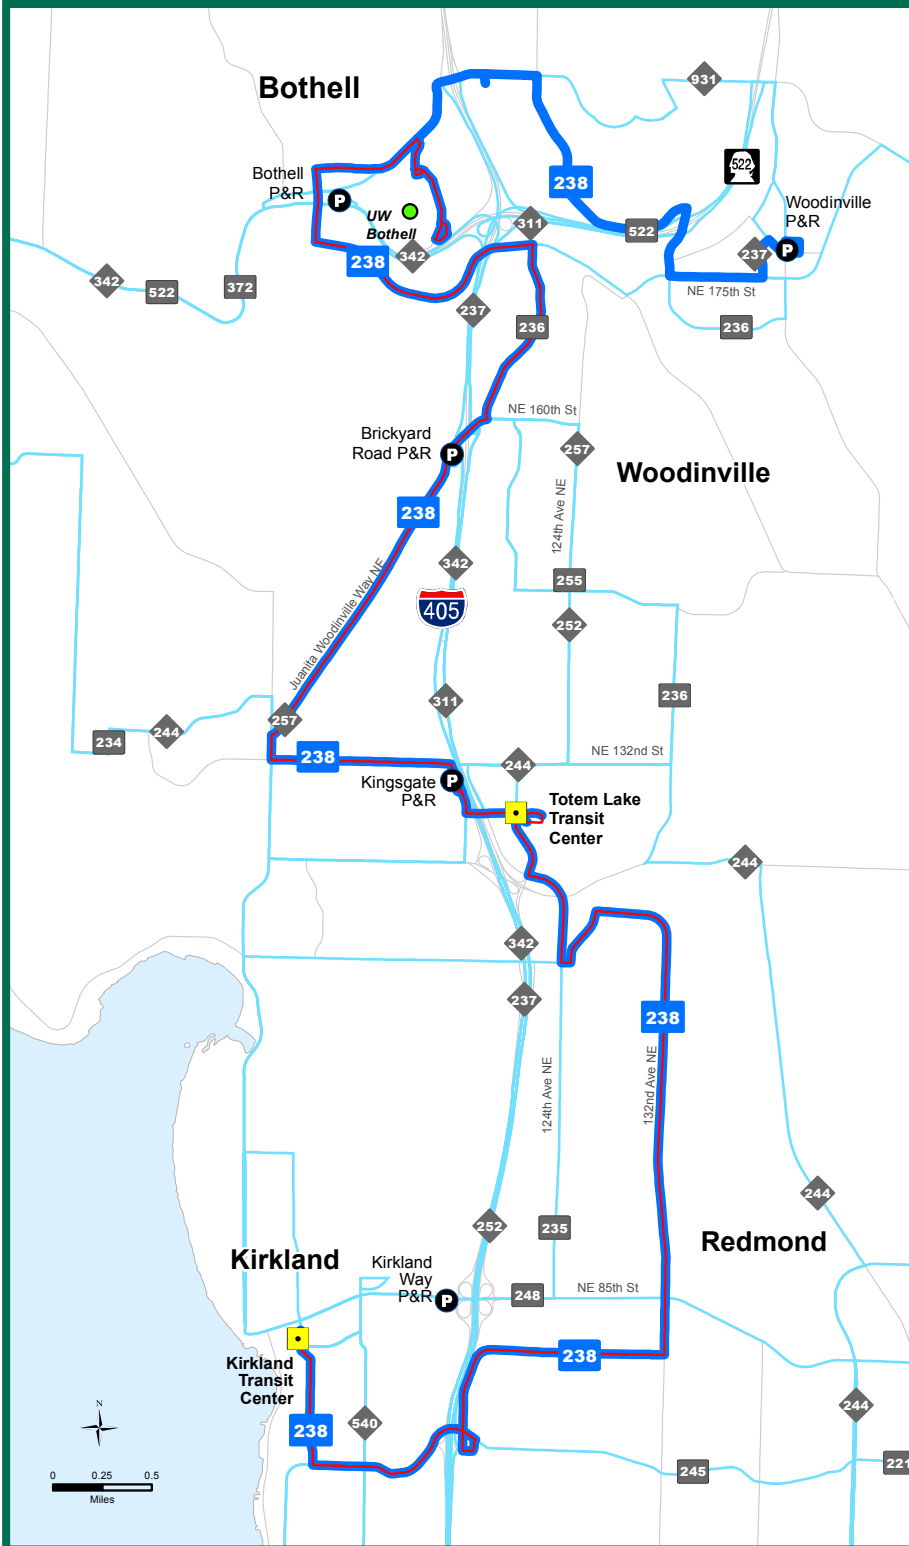 Bothell
931
Bothell
P&R
P
522
238
UW
Bothell
Woodinville
P&R
P
311
522
237
238
342
342
522
372
NE 175th St
237
236
236
NE 160th St
Brickyard
Road P&R
P
257
Woodinville
238
124th Ave NE
342
255
405
252
Juanita Woodinville Way NE
236
311
257
244
234
238
NE 132nd St
244
Kingsgate
P&R
P
Totem Lake
Transit
Center
244
342
237
238
124th Ave NE
132nd Ave NE
244
252
235
Redmond
Kirkland
Kirkland
Way
P&R
P
248
NE 85th St
Kirkland
Transit
Center
238
244
N
238
540
245
221
0 0.25 0.5
Miles